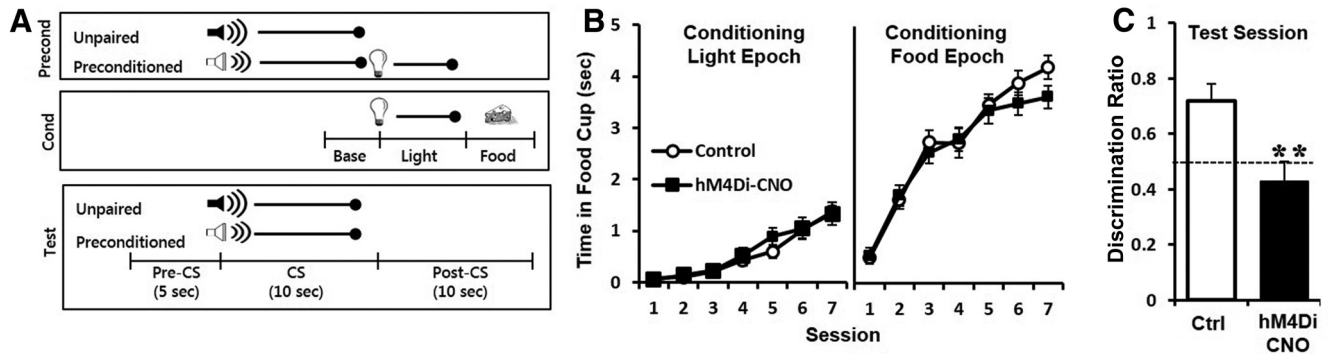 A
Precond
Unpaired
Preconditioned
Cond
Base
Light
Food
Test
Unpaired
Preconditioned
Pre-CS
(5 sec)
CS
(10 sec)
Post-CS
(10 sec)
B
Time in Food Cup (sec)
5
4
3
2
1
0
Conditioning
Light Epoch
Conditioning
Food Epoch
Control
hM4Di-CNO
1 2 3 4 5 6 7
1 2 3 4 5 6 7
Session
C
Discrimination Ratio
1
0.8
0.6
0.4
0.2
0
Test Session
**
Ctrl
hM4Di
CNO